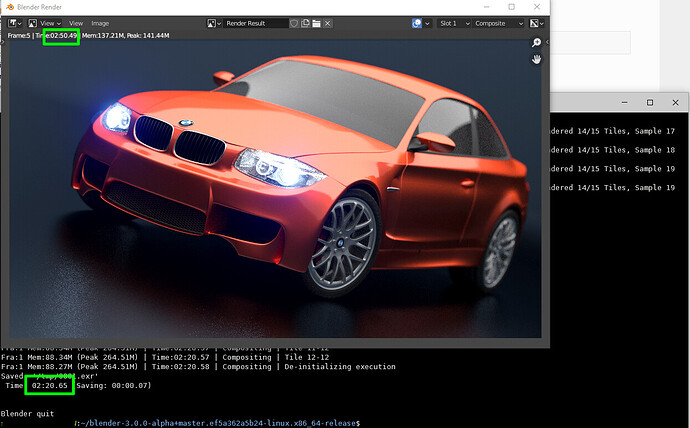 Blender Render
View
View
Image
Render Result
Slot 1
Composite
Frame:5 | Time:02:50.49 | Mem:137.21M, Peak: 141.44M
dered 14/15 Tiles, Sample 17
dered 14/15 Tiles, Sample 18
dered 14/15 Tiles, Sample 19
dered 14/15 Tiles, Sample 19
Fra:1 Mem:88.34M (Peak 264.51M) | Time:02:20.57 | Compositing | Tile 11-12
Fra:1 Mem:88.34M (Peak 264.51M) | Time:02:20.57 | Compositing | Tile 12-12
Fra:1 Mem:88.27M (Peak 264.51M) | Time:02:20.58 | Compositing | De-initializing execution
Saved: '/tmp/0001.exr'
Time: 02:20.65 (Saving: 00:00.07)
Blender quit
:~/blender-3.0.0-alpha+master.ef5a362a5b24-linux.x86_64-release$